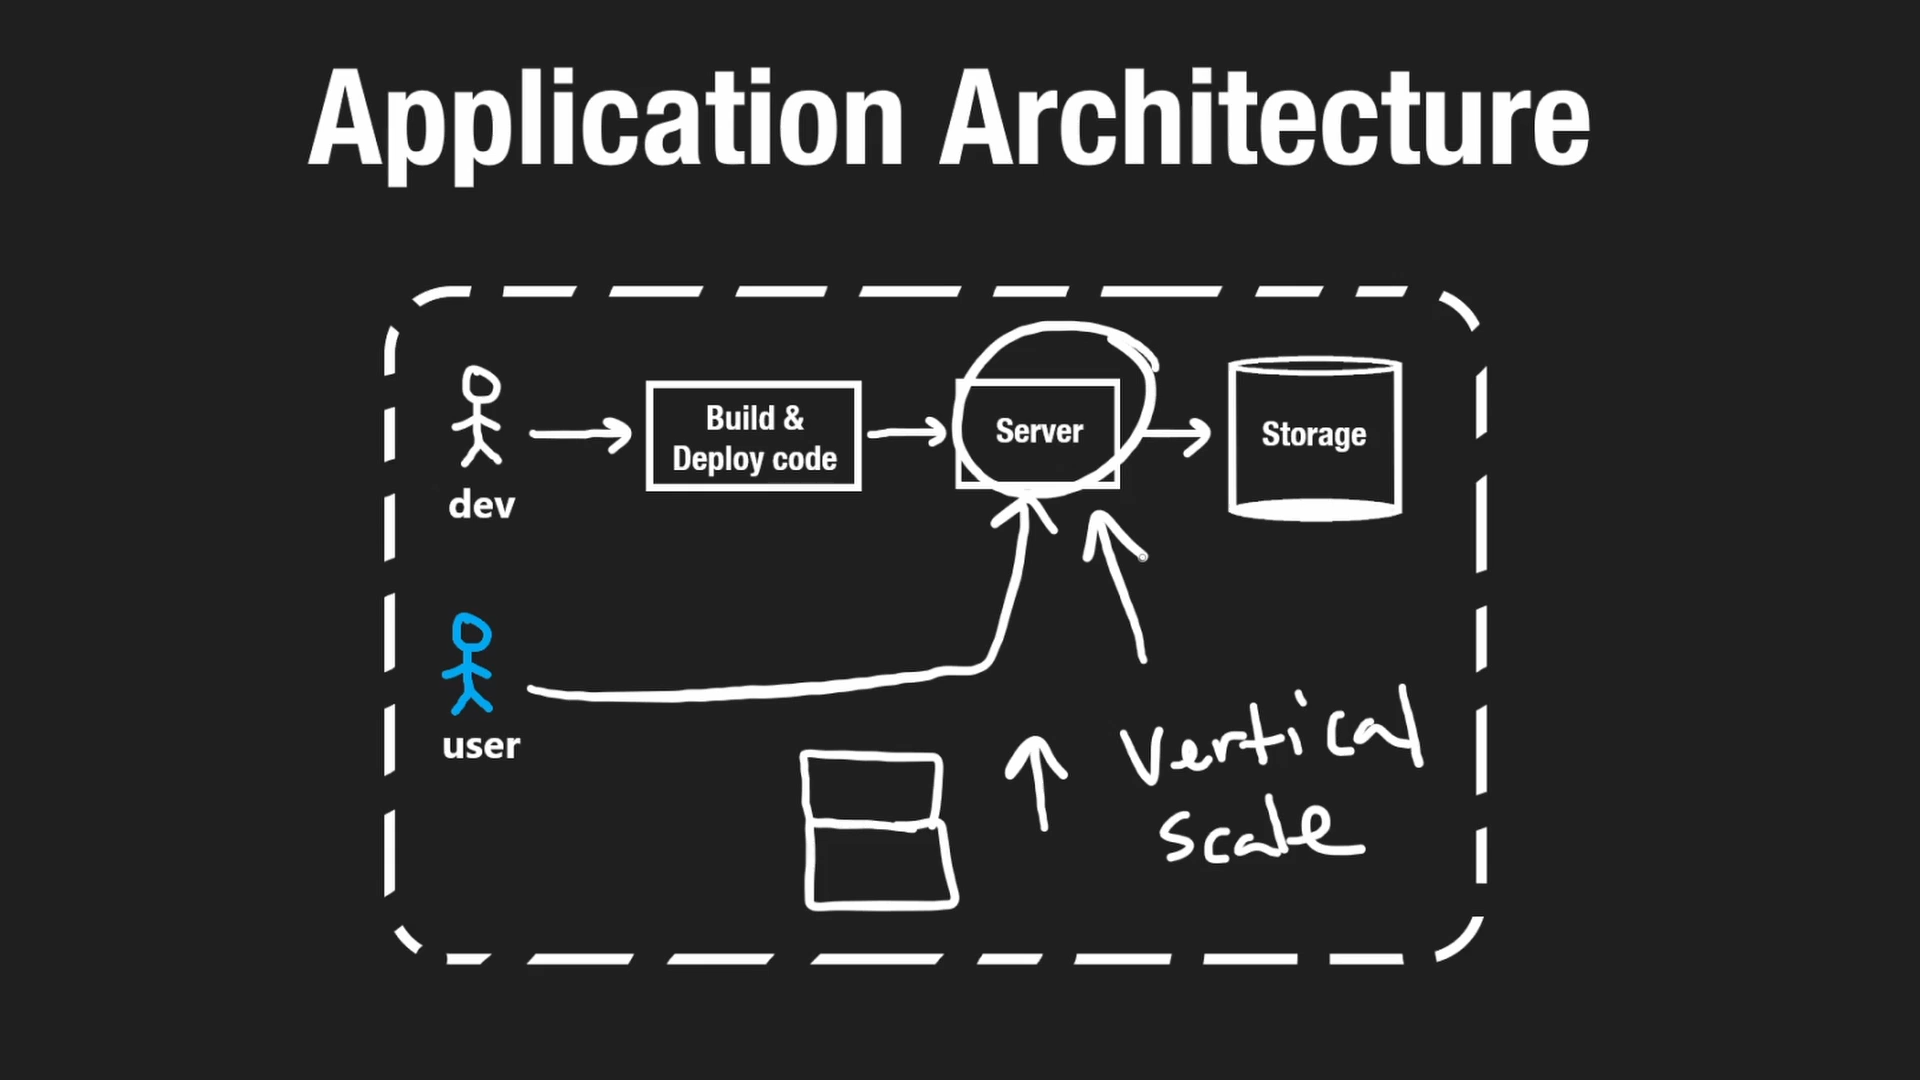 Application Architecture
Build &
Deploy code
Server
Storage
dev
user
vertical
scale